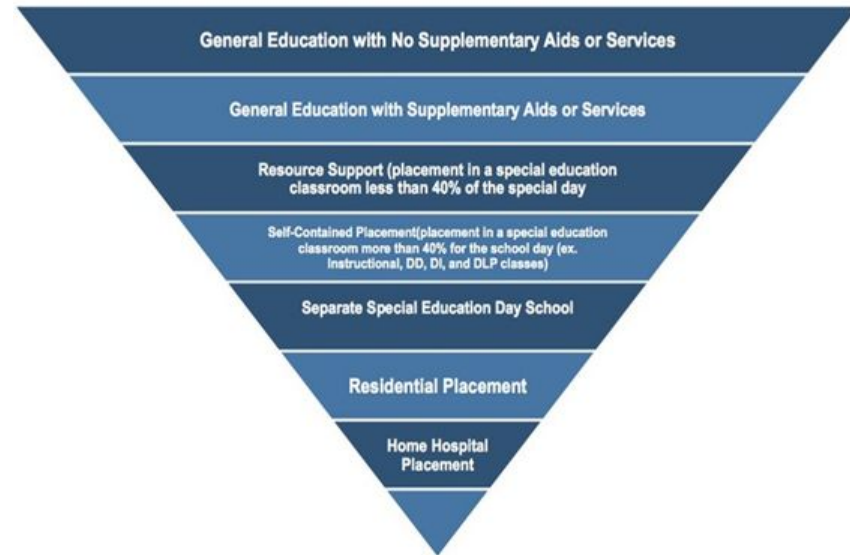 General Education with No Supplementary Aids or Services
General Education with Supplementary Aids or Services
Resource Support (placement in a special education
classroom less than 40% of the special day
Self-Contained Placement(placement in a special education
classroom more than 40% for the school day (ex.
Instructional, DD, DI, and DLP classes)
Separate Special Education Day School
Residential Placement
Home Hospital
Placement